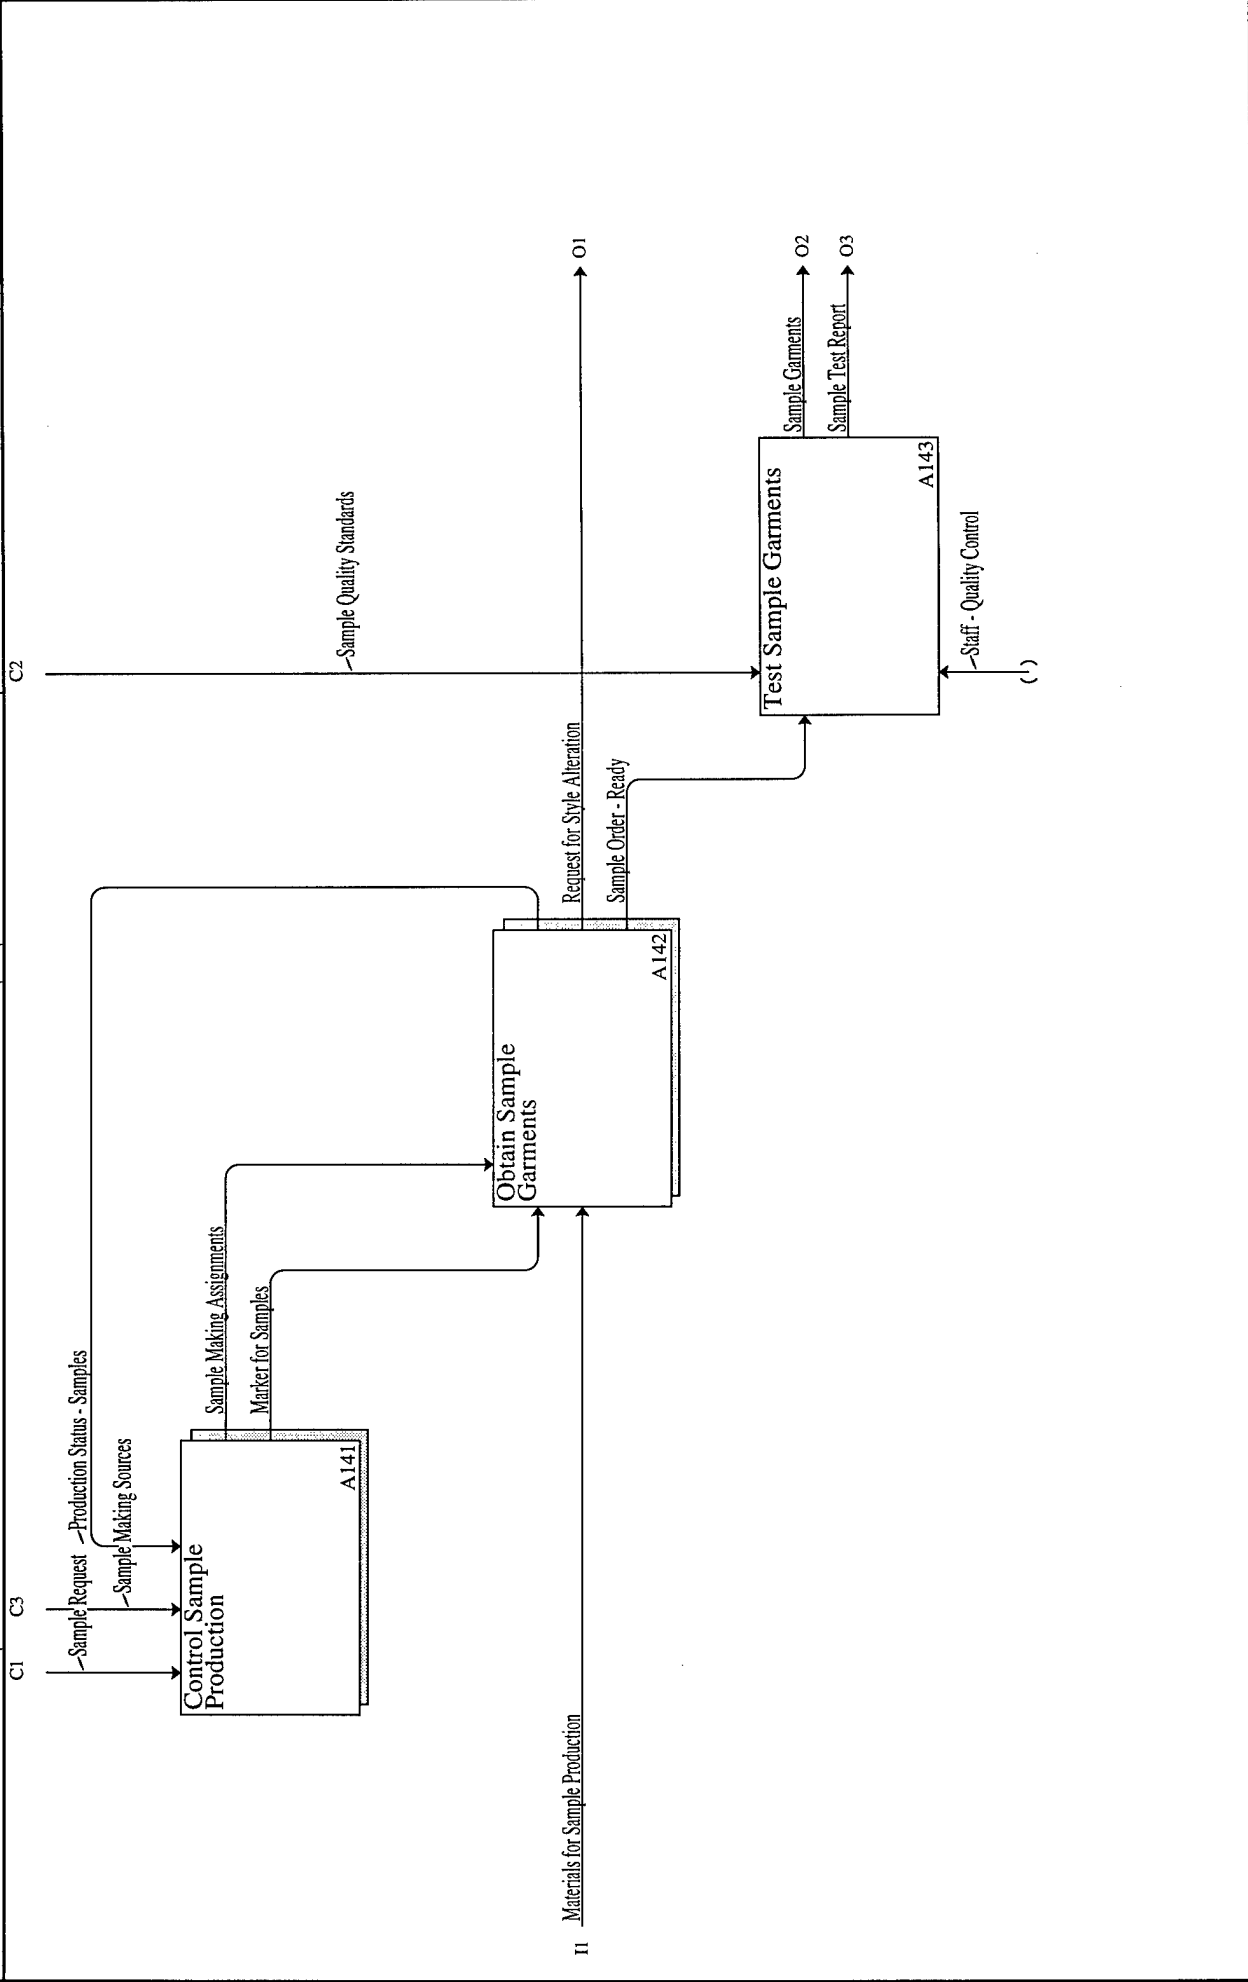 C1
C3
C2
Sample Request
Production Status - Samples
Sample Making Sources
Control Sample
Production
A141
Sample Making Assignments
Marker for Samples
Sample Quality Standards
I1
Materials for Sample Production
Obtain Sample
Garments
A142
Request for Style Alteration
O1
Sample Order - Ready
Test Sample Garments
A143
Sample Garments
O2
Sample Test Report
O3
Staff - Quality Control